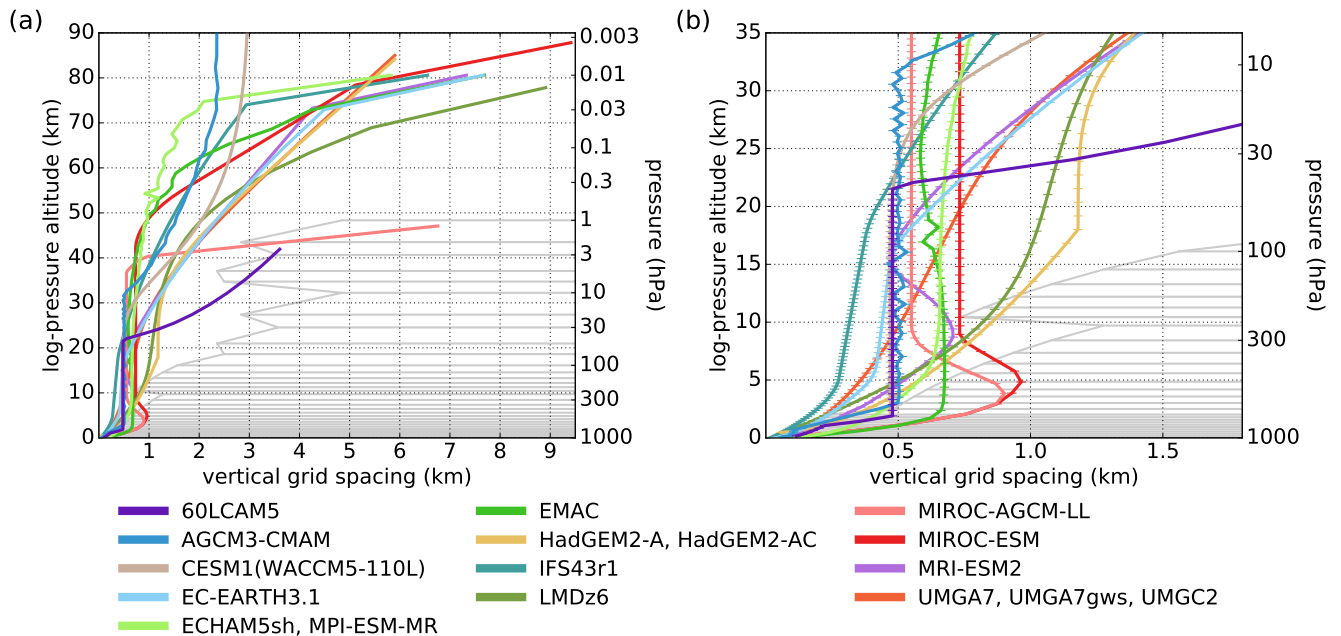 (a)
90
80
70
60
50
40
30
20
10
0
log-pressure altitude (km)
1 2 3 4 5 6 7 8 9
vertical grid spacing (km)
0.003
0.01
0.03
0.1
0.3
1
3
10
30
100
300
1000
pressure (hPa)
(b)
35
30
25
20
15
10
5
0
log-pressure altitude (km)
0.5 1.0 1.5
vertical grid spacing (km)
10
30
100
300
1000
pressure (hPa)
60LCAM5
AGCM3-CMAM
CESM1(WACCM5-110L)
EC-EARTH3.1
ECHAM5sh, MPI-ESM-MR
EMAC
HadGEM2-A, HadGEM2-AC
IFS43r1
LMDz6
MIROC-AGCM-LL
MIROC-ESM
MRI-ESM2
UMGA7, UMGA7gws, UMGC2